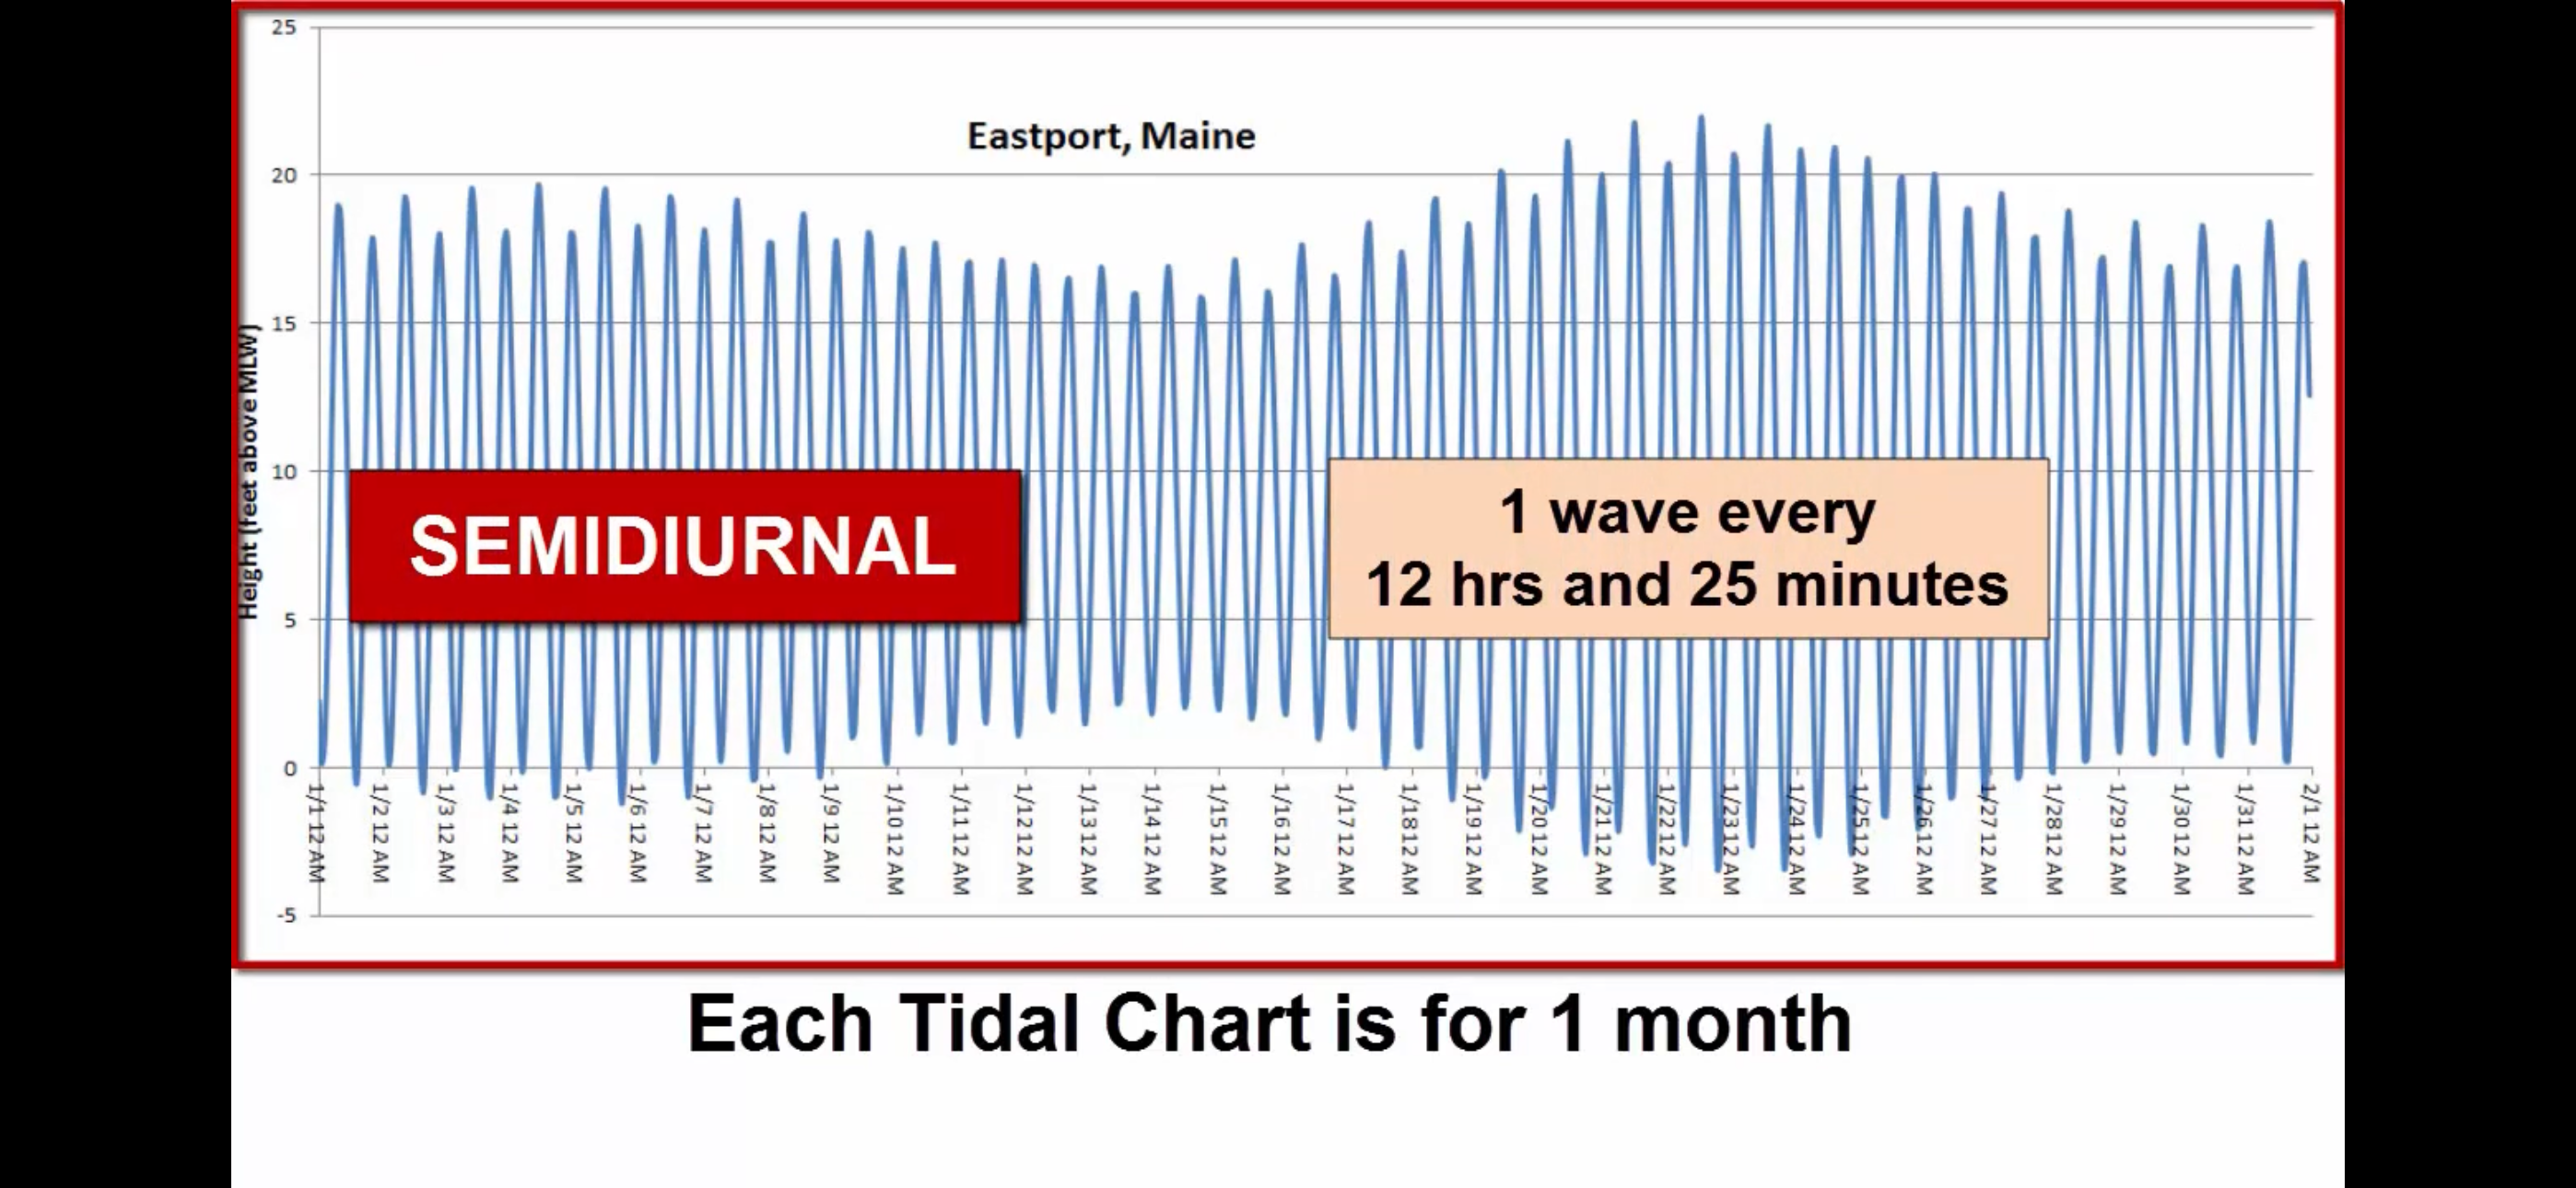 25
Eastport, Maine
20
15
Height (feet above MLW)
10
SEMIDIURNAL
1 wave every
12 hrs and 25 minutes
5
0
1/1 12 AM
1/2 12 AM
1/3 12 AM
1/4 12 AM
1/5 12 AM
1/6 12 AM
1/7 12 AM
1/8 12 AM
1/9 12 AM
1/10 12 AM
1/11 12 AM
1/12 12 AM
1/13 12 AM
1/14 12 AM
1/15 12 AM
1/16 12 AM
1/17 12 AM
1/18 12 AM
1/19 12 AM
1/20 12 AM
1/21 12 AM
1/22 12 AM
1/23 12 AM
1/24 12 AM
1/25 12 AM
1/26 12 AM
1/27 12 AM
1/28 12 AM
1/29 12 AM
1/30 12 AM
1/31 12 AM
2/1 12 AM
-5
Each Tidal Chart is for 1 month